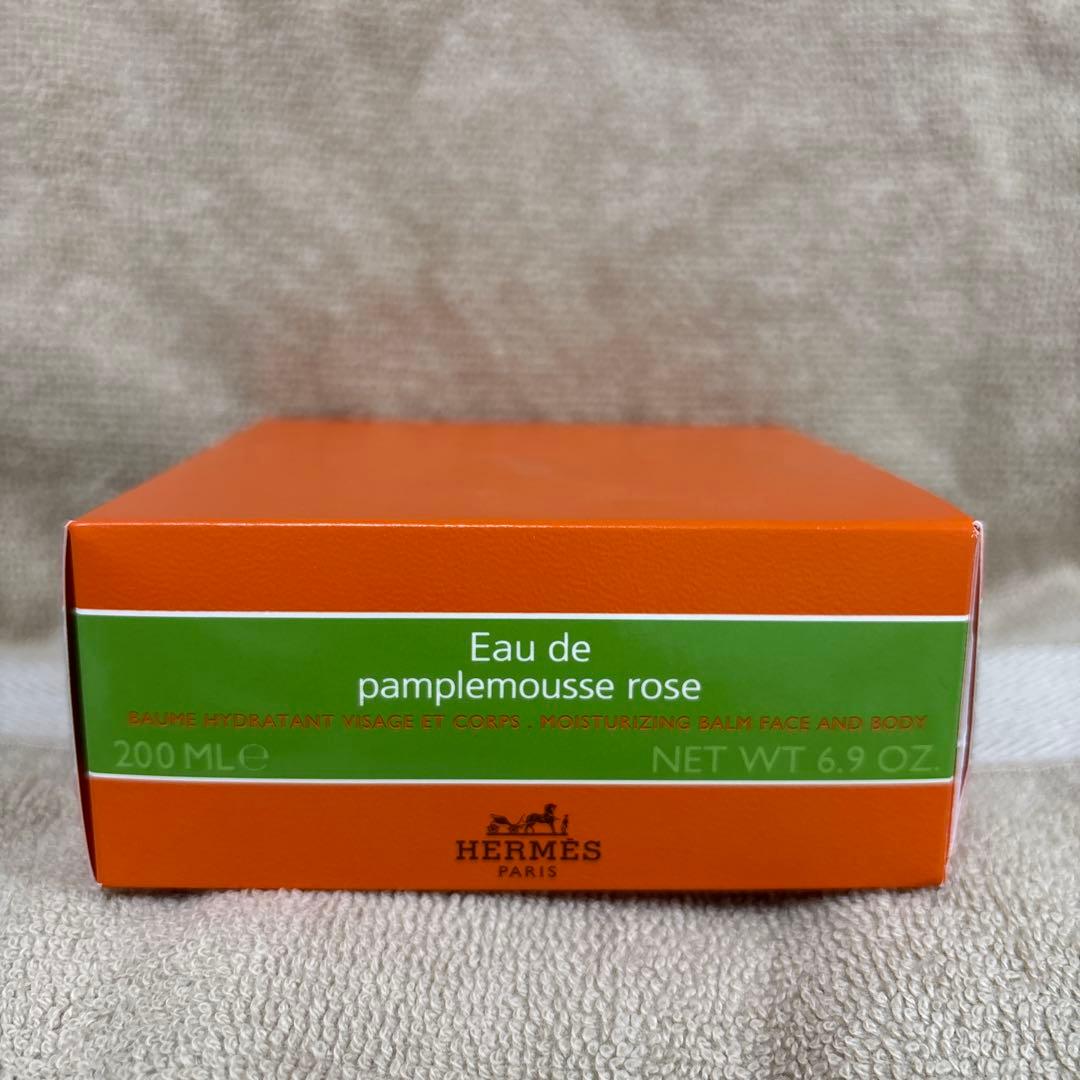 Eau de
pamplemousse rose
BAUME HYDRATANT VISAGE ET CORPS . MOISTURIZING BALM FACE AND BODY
200 ML ℮ NET WT 6.9 OZ.
HERMÈS
PARIS